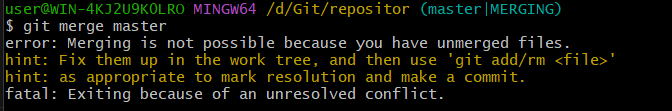 user@WIN-4KJ2U9KOLRO MINGW64 /d/Git/repositor (master|MERGING)
$ git merge master
error: Merging is not possible because you have unmerged files.
hint: Fix them up in the work tree, and then use 'git add/rm <file>'
hint: as appropriate to mark resolution and make a commit.
fatal: Exiting because of an unresolved conflict.